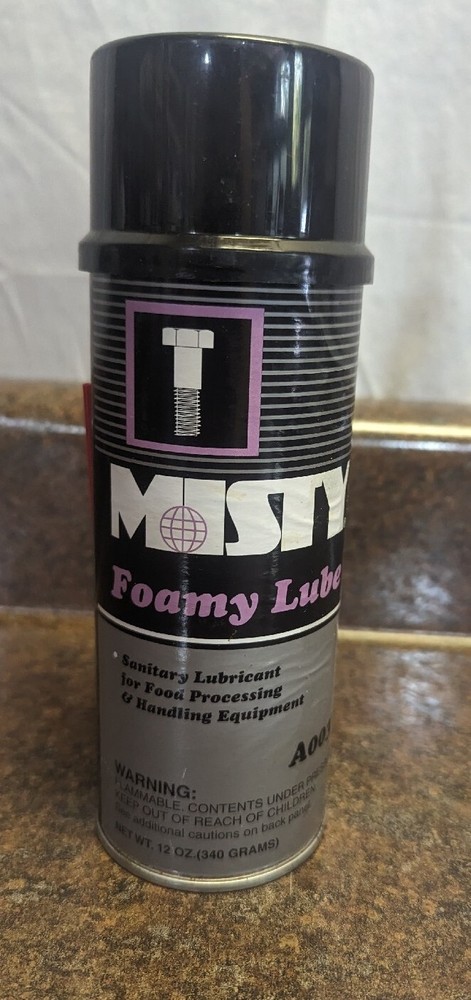 MISTY
Foamy Lube
Sanitary Lubricant
for Food Processing
& Handling Equipment
WARNING:
FLAMMABLE. CONTENTS UNDER
KEEP OUT OF REACH OF CHILDREN
additional cautions on back panel
NET WT. 12 OZ.(340 GRAMS)